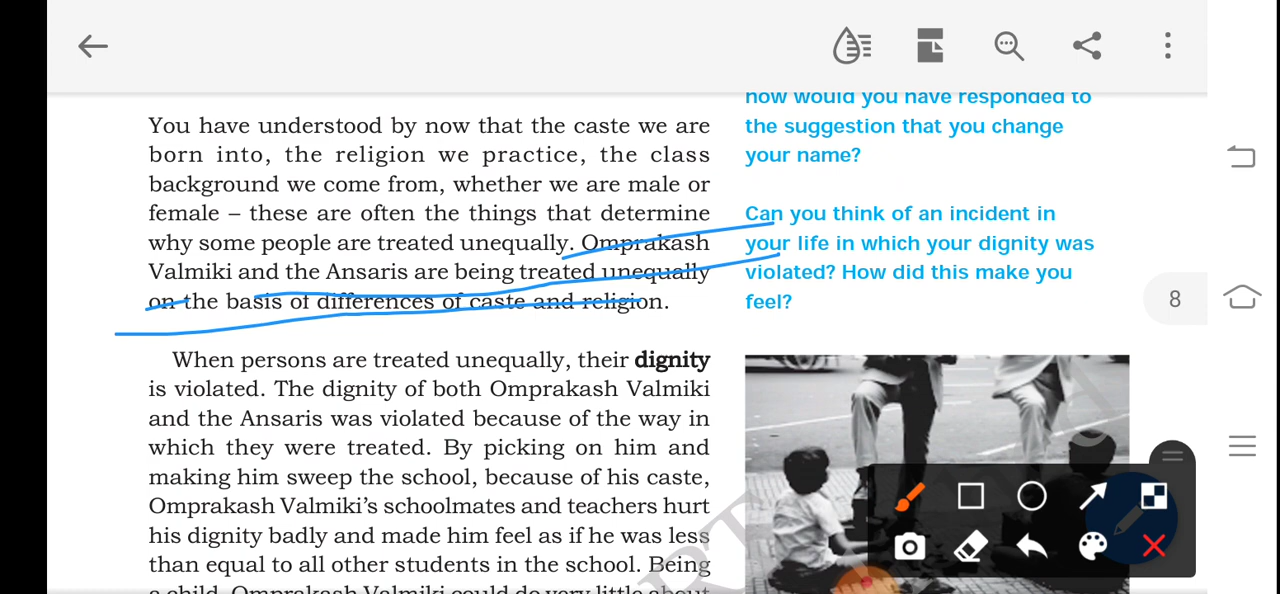 You have understood by now that the caste we are
born into, the religion we practice, the class
background we come from, whether we are male or
female – these are often the things that determine
why some people are treated unequally. Omprakash
Valmiki and the Ansaris are being treated unequally
on the basis of differences of caste and religion.
When persons are treated unequally, their dignity
is violated. The dignity of both Omprakash Valmiki
and the Ansaris was violated because of the way in
which they were treated. By picking on him and
making him sweep the school, because of his caste,
Omprakash Valmiki's schoolmates and teachers hurt
his dignity badly and made him feel as if he was less
than equal to all other students in the school. Being
a child, Omprakash Valmiki could do very little about
how would you have responded to
the suggestion that you change
your name?
Can you think of an incident in
your life in which your dignity was
violated? How did this make you
feel?
8